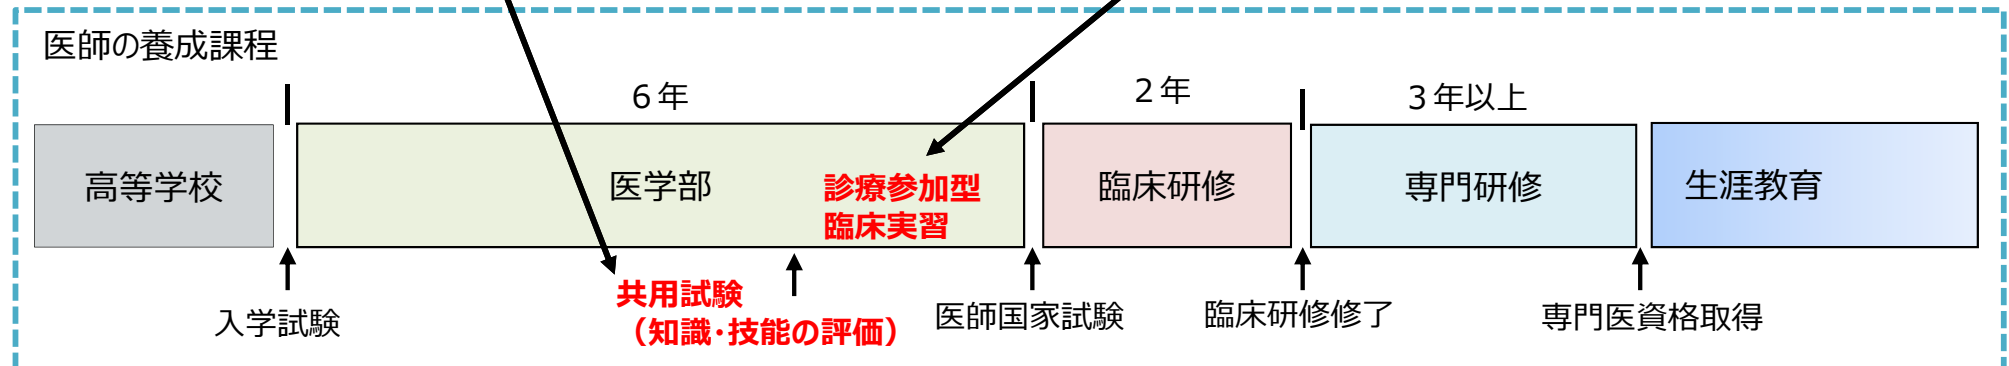 医師の養成課程
6年
2年
3年以上
高等学校
医学部
診療参加型
臨床実習
臨床研修
専門研修
生涯教育
入学試験
共用試験
（知識・技能の評価）
医師国家試験
臨床研修修了
専門医資格取得